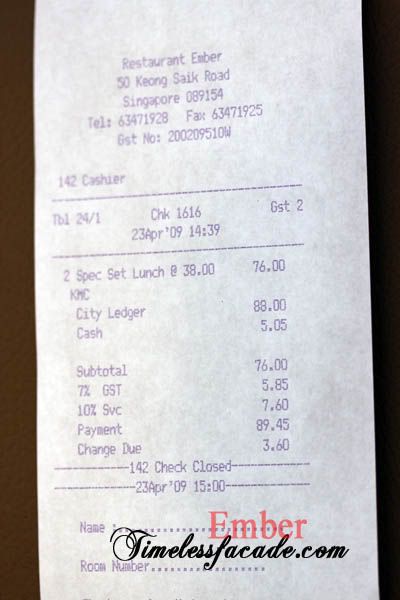 Restaurant Ember
50 Keong Saik Road
Singapore 089154
Tel: 63471928 Fax 63471925
Gst No: 200209510W
142 Cashier
Tbl 24/1 Chk 1616 Gst 2
23Apr'09 14:39
2 Spec Set Lunch @ 38.00 76.00
KMC
City Ledger 88.00
Cash 5.05
Subtotal 76.00
7% GST 5.85
10% Svc 7.60
Payment 89.45
Change Due 3.60
-----------142 Check Closed-----------
-----------23Apr'09 15:00-----------
Name :
Ember
Timelessfacade.com
Room Number